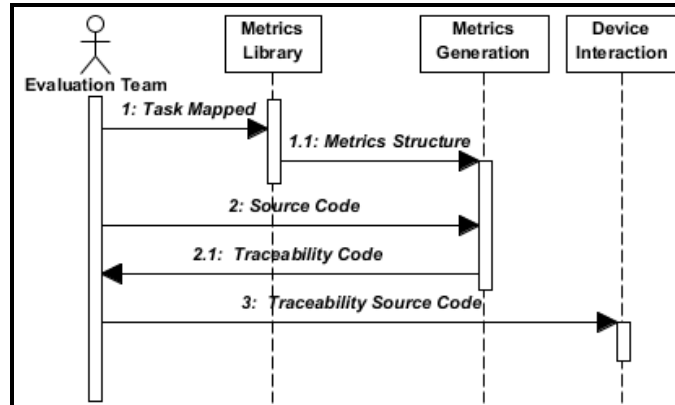 Metrics
Library
Metrics
Generation
Device
Interaction
Evaluation Team
1: Task Mapped
1.1: Metrics Structure
2: Source Code
2.1: Traceability Code
3: Traceability Source Code